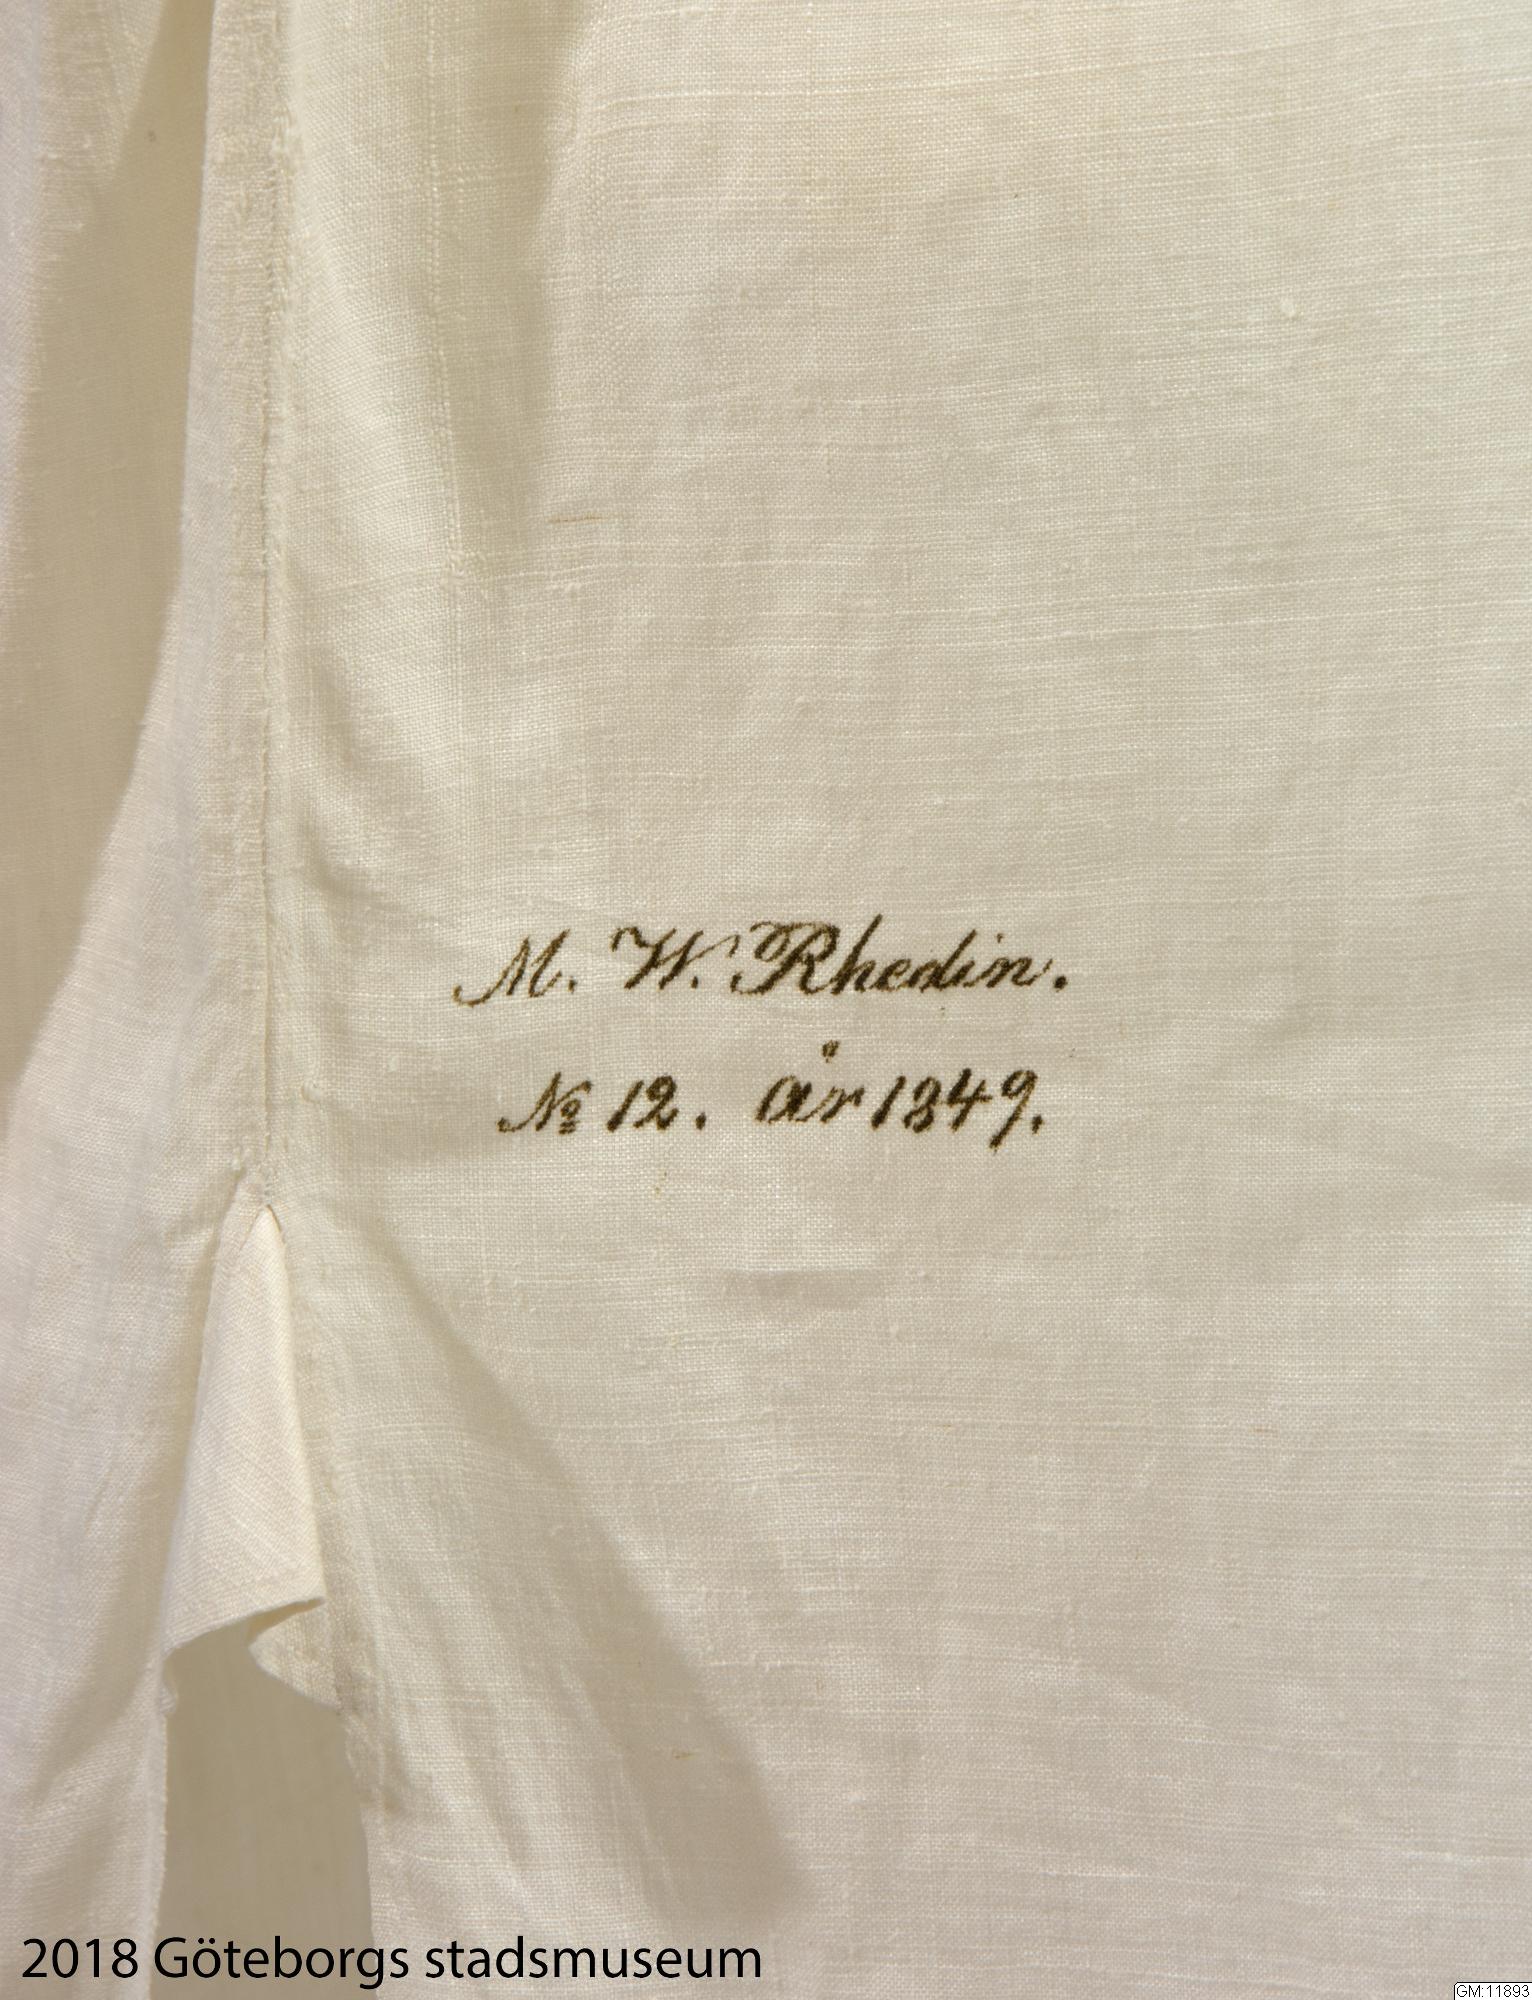 M. W. Rhedin.
№ 12. år 1849.
2018 Göteborgs stadsmuseum
GM:11893